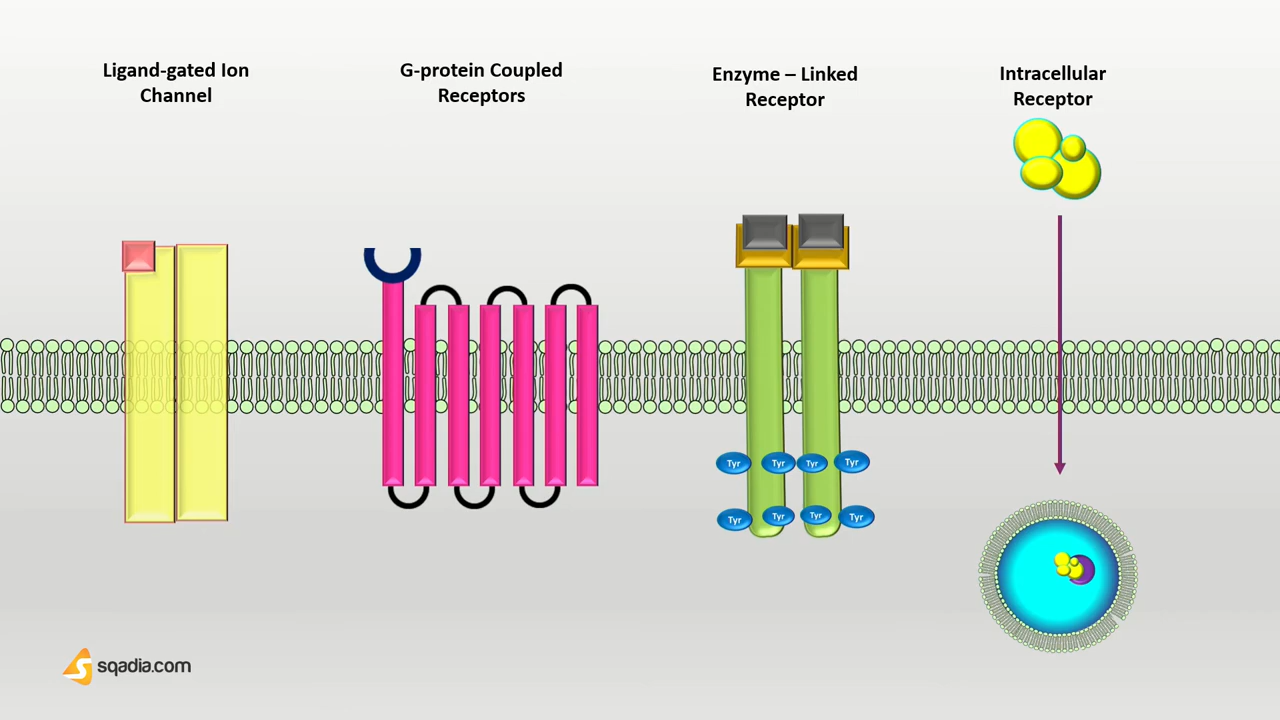 Ligand-gated Ion
Channel
G-protein Coupled
Receptors
Enzyme – Linked
Receptor
Intracellular
Receptor
Tyr
Tyr
Tyr
Tyr
Tyr
Tyr
Tyr
Tyr
sqadia.com